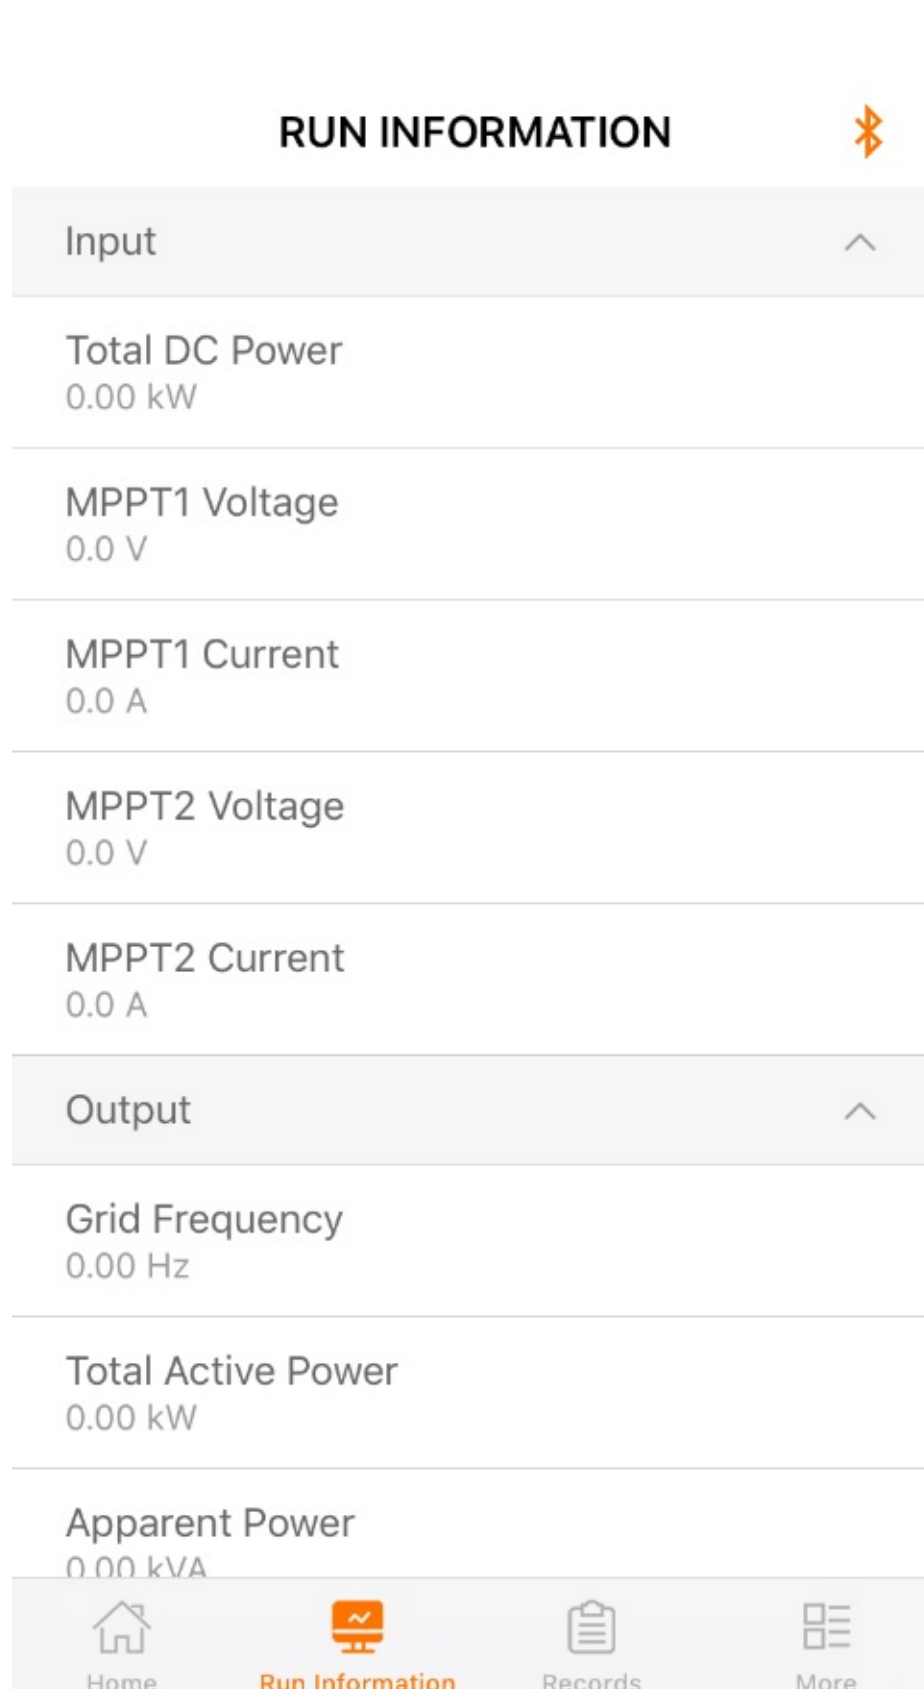 RUN INFORMATION
Input
Total DC Power
0.00 kW
MPPT1 Voltage
0.0 V
MPPT1 Current
0.0 A
MPPT2 Voltage
0.0 V
MPPT2 Current
0.0 A
Output
Grid Frequency
0.00 Hz
Total Active Power
0.00 kW
Apparent Power
0.00 kVA
Home Run Information Records More